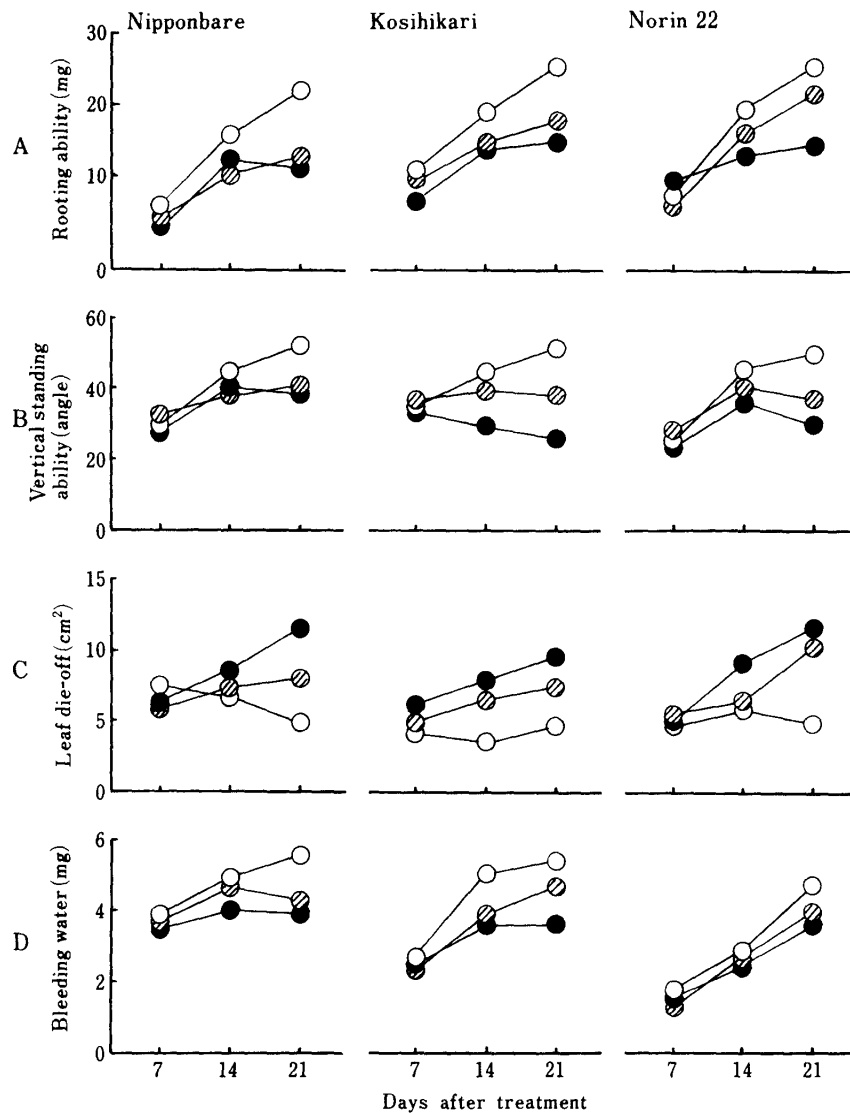 Nipponbare Kosihikari Norin 22
A
Rooting ability (mg)
30
20
10
0
B
Vertical standing
ability (angle)
60
40
20
0
C
Leaf die-off (cm²)
15
10
5
0
D
Bleeding water (mg)
6
4
2
0
7 14 21 7 14 21 7 14 21
Days after treatment